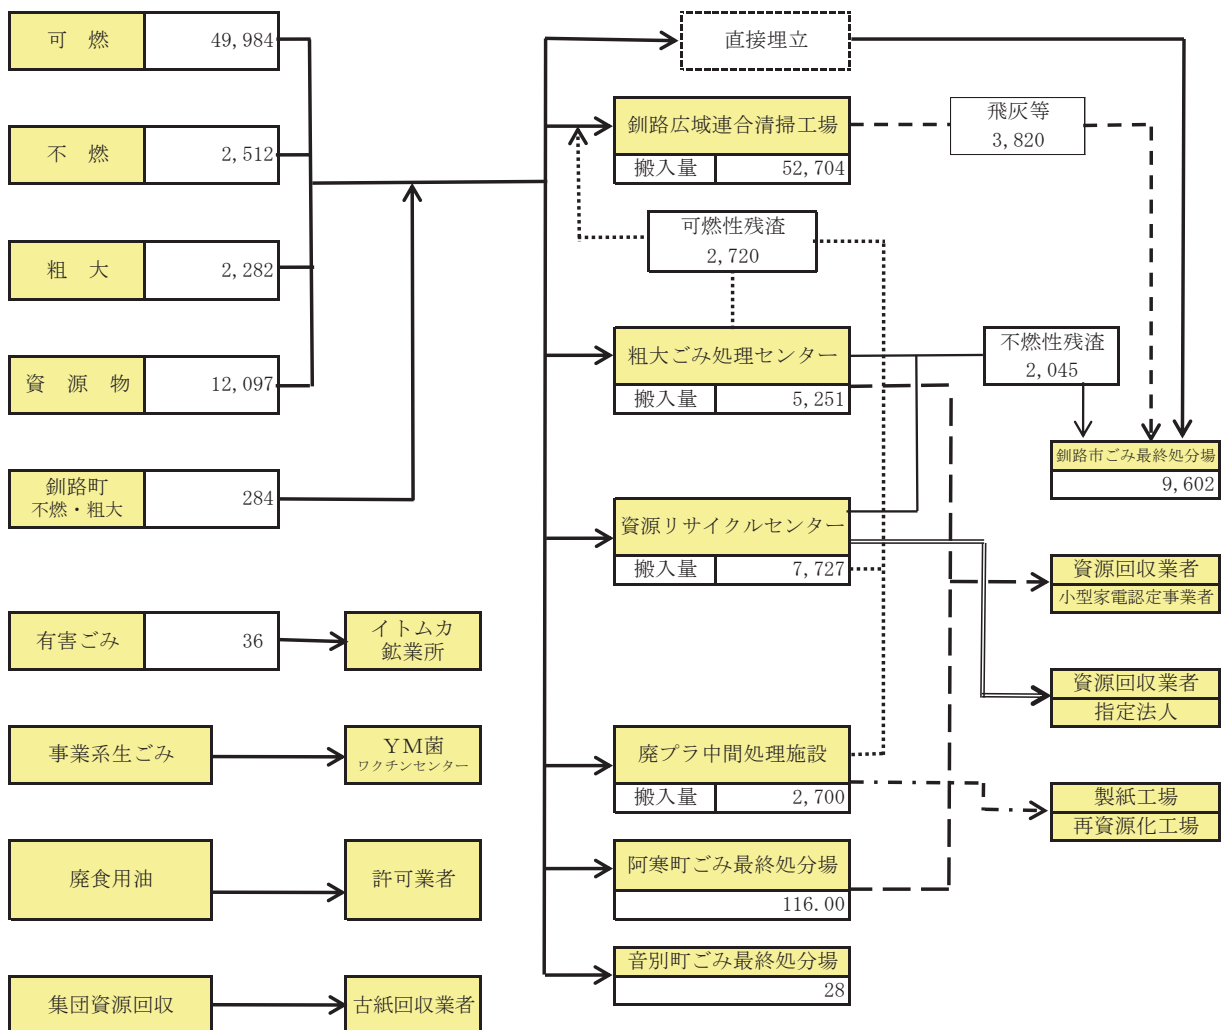 可　燃
49,984
不　燃
2,512
粗　大
2,282
資　源　物
12,097
釧路町
不燃・粗大
284
有害ごみ
36
イトムカ
鉱業所
事業系生ごみ
ＹＭ菌
ワクチンセンター
廃食用油
許可業者
集団資源回収
古紙回収業者
直接埋立
釧路広域連合清掃工場
搬入量
52,704
飛灰等
3,820
可燃性残渣
2,720
粗大ごみ処理センター
搬入量
5,251
不燃性残渣
2,045
釧路市ごみ最終処分場
9,602
資源リサイクルセンター
搬入量
7,727
資源回収業者
小型家電認定事業者
資源回収業者
指定法人
廃プラ中間処理施設
搬入量
2,700
製紙工場
再資源化工場
阿寒町ごみ最終処分場
116.00
音別町ごみ最終処分場
28